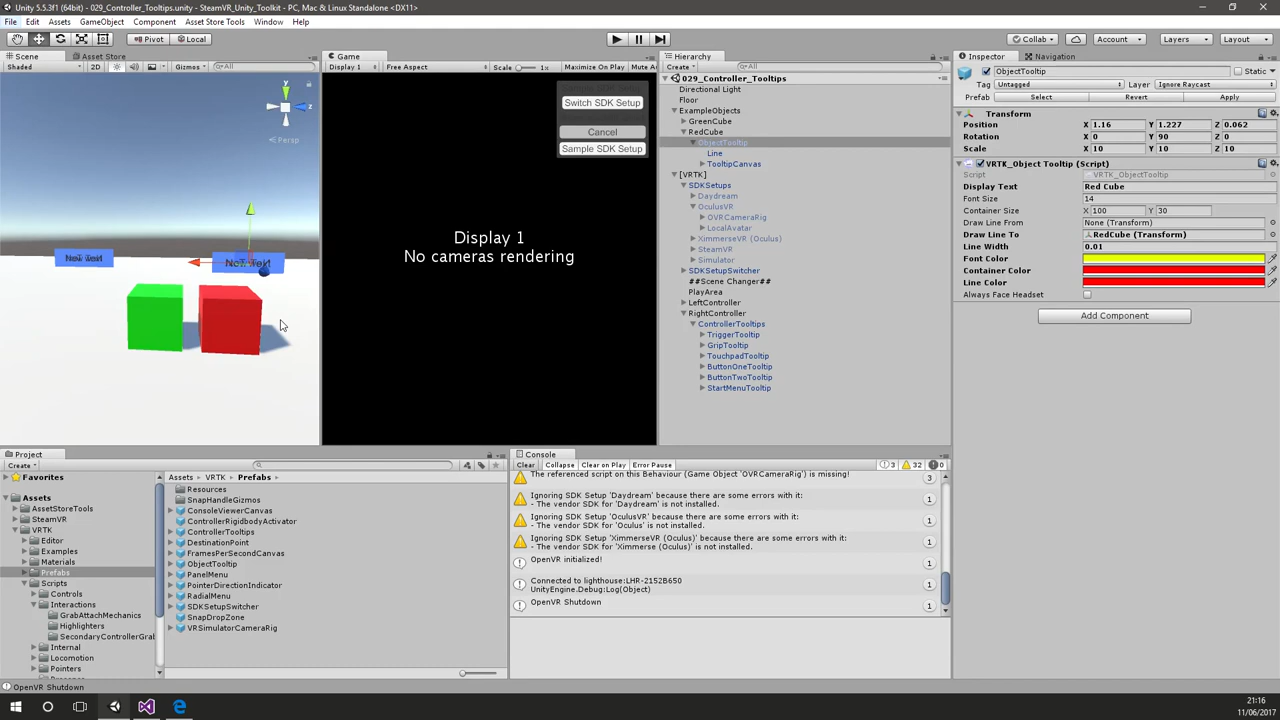 Unity 5.5.3f1 (64bit) - 029_Controller_Tooltips.unity - SteamVR_Unity_Toolkit - PC, Mac & Linux Standalone <DX11>
File Edit Assets GameObject Component Asset Store Tools Window Help
Pivot Local Collab Account Layers Layout
Scene Asset Store
Shaded 2D Gizmos All
y
z
Persp
New Text
New Text
Game
Display 1 Free Aspect Scale 1x Maximize On Play Mute Au
Switch SDK Setup
Cancel
Sample SDK Setup
Display 1
No cameras rendering
Hierarchy
Create All
029_Controller_Tooltips
Directional Light
Floor
ExampleObjects
GreenCube
RedCube
ObjectTooltip
Line
TooltipCanvas
[VRTK]
SDKSetups
Daydream
OculusVR
OVRCameraRig
LocalAvatar
XimmerseVR (Oculus)
SteamVR
Simulator
SDKSetupSwitcher
##Scene Changer##
PlayArea
LeftController
RightController
ControllerTooltips
TriggerTooltip
GripTooltip
TouchpadTooltip
ButtonOneTooltip
ButtonTwoTooltip
StartMenuTooltip
Inspector Navigation
ObjectTooltip Static
Tag Untagged Layer Ignore Raycast
Prefab Select Revert Apply
Transform
Position X 1.16 Y 1.227 Z 0.062
Rotation X 0 Y 90 Z 0
Scale X 10 Y 10 Z 10
VRTK_Object Tooltip (Script)
Script VRTK_ObjectTooltip
Display Text Red Cube
Font Size 14
Container Size X 100 Y 30
Draw Line From None (Transform)
Draw Line To RedCube (Transform)
Line Width 0.01
Font Color
Container Color
Line Color
Always Face Headset
Add Component
Project
Create
Favorites
Assets
AssetStoreTools
SteamVR
VRTK
Editor
Examples
Materials
Prefabs
Scripts
Controls
Interactions
GrabAttachMechanics
Highlighters
SecondaryControllerGrab
Internal
Locomotion
Pointers
Assets VRTK Prefabs
Resources
SnapHandleGizmos
ConsoleViewerCanvas
ControllerRigidbodyActivator
ControllerTooltips
DestinationPoint
FramesPerSecondCanvas
ObjectTooltip
PanelMenu
PointerDirectionIndicator
RadialMenu
SDKSetupSwitcher
SnapDropZone
VRSimulatorCameraRig
Console
Clear Collapse Clear on Play Error Pause 3 32 0
The referenced script on this Behaviour (Game Object 'OVRCameraRig') is missing! 3
Ignoring SDK Setup 'Daydream' because there are some errors with it:
- The vendor SDK for 'Daydream' is not installed. 1
Ignoring SDK Setup 'OculusVR' because there are some errors with it:
- The vendor SDK for 'Oculus' is not installed. 1
Ignoring SDK Setup 'XimmerseVR (Oculus)' because there are some errors with it:
- The vendor SDK for 'Ximmerse (Oculus)' is not installed. 1
OpenVR initialized! 1
Connected to lighthouse:LHR-2152B650
UnityEngine.Debug:Log(Object) 1
OpenVR Shutdown 1
OpenVR Shutdown
21:16
11/06/2017